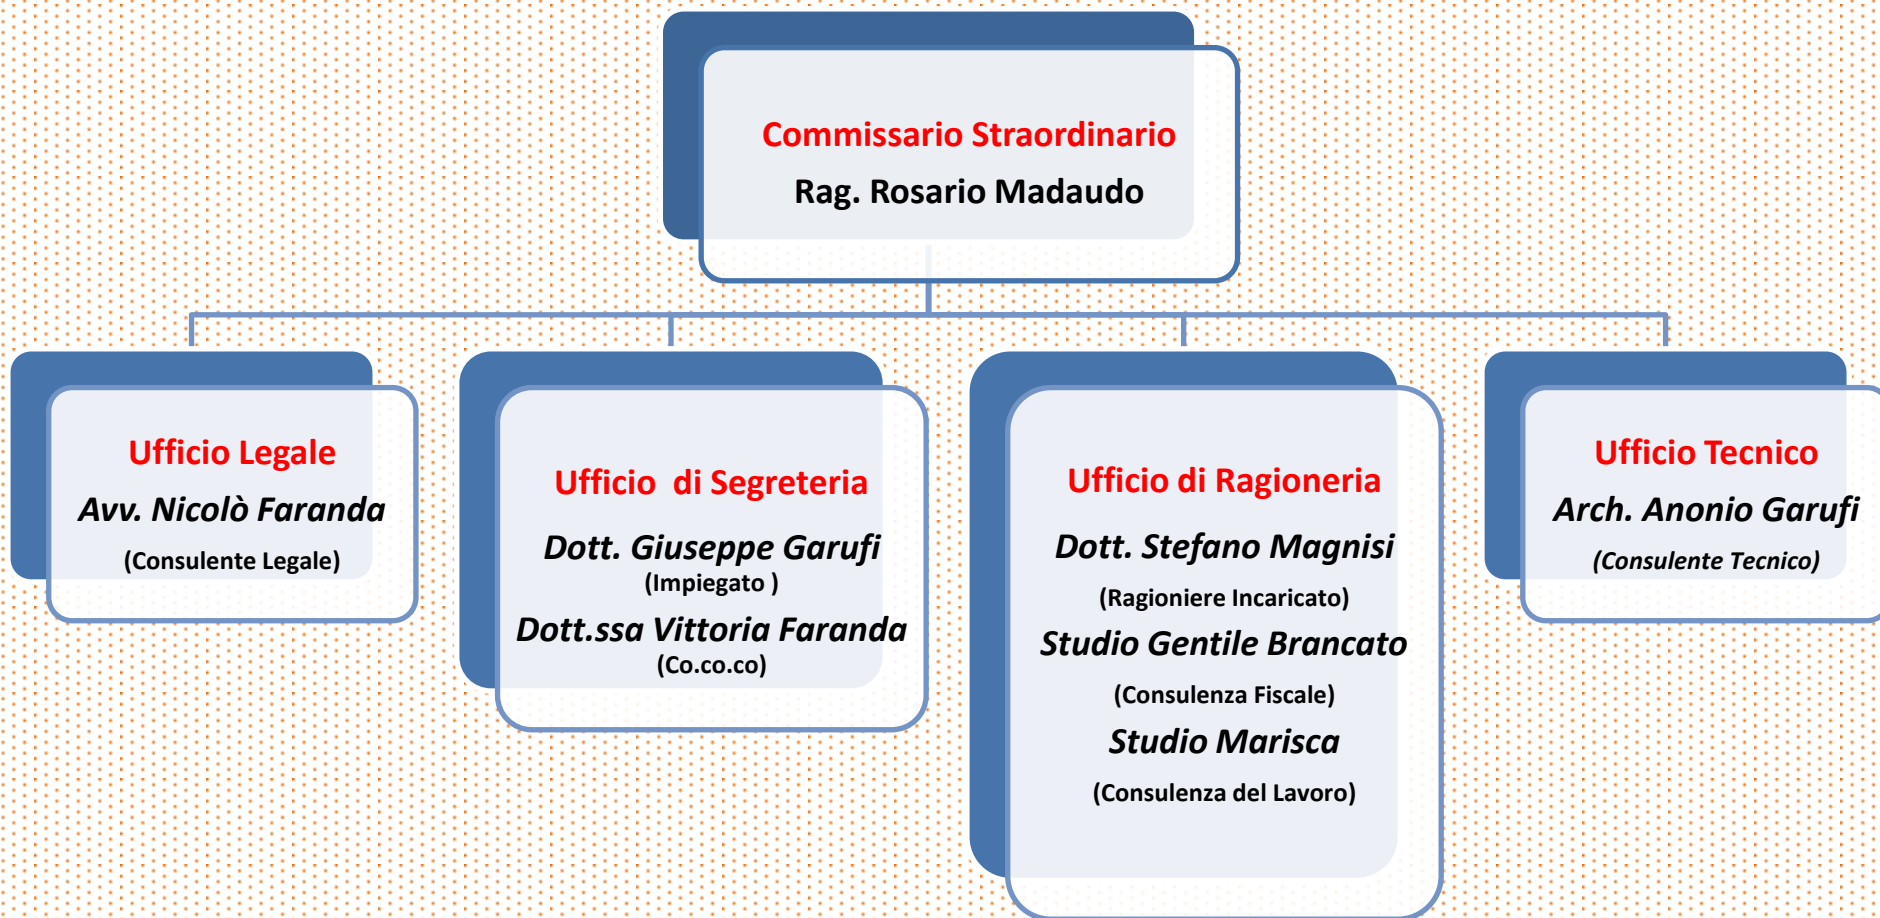 Commissario Straordinario
Rag. Rosario Madaudo
Ufficio Legale
Avv. Nicolò Faranda
(Consulente Legale)
Ufficio di Segreteria
Dott. Giuseppe Garufi
(Impiegato )
Dott.ssa Vittoria Faranda
(Co.co.co)
Ufficio di Ragioneria
Dott. Stefano Magnisi
(Ragioniere Incaricato)
Studio Gentile Brancato
(Consulenza Fiscale)
Studio Marisca
(Consulenza del Lavoro)
Ufficio Tecnico
Arch. Anonio Garufi
(Consulente Tecnico)